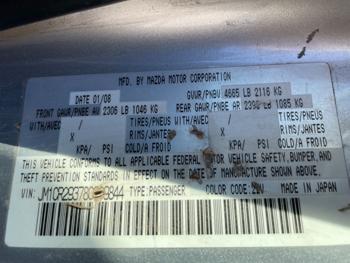 MFD. BY MAZDA MOTOR CORPORATION
DATE 01/08 GVWR/PNBV 4665 LB 2116 KG
FRONT GAWR/PNBE AV 2306 LB 1046 KG REAR GAWR/PNBE AR LB 1085 KG
WITH/AVEC / TIRES/PNEUS WITH/AVEC / TIRES/PNEUS
X RIMS/JANTES X RIMS/JANTES
KPA/ PSI COLD/A FROID KPA/ PSI COLD/A FROID
THIS VEHICLE CONFORMS TO ALL APPLICABLE FEDERAL MOTOR VEHICLE SAFETY, BUMPER, AND
THEFT PREVENTION STANDARDS IN EFFECT ON THE DATE OF MANUFACTURE SHOWN ABOVE.
VIN: TYPE: PASSENGER COLOR CODE: MADE IN JAPAN